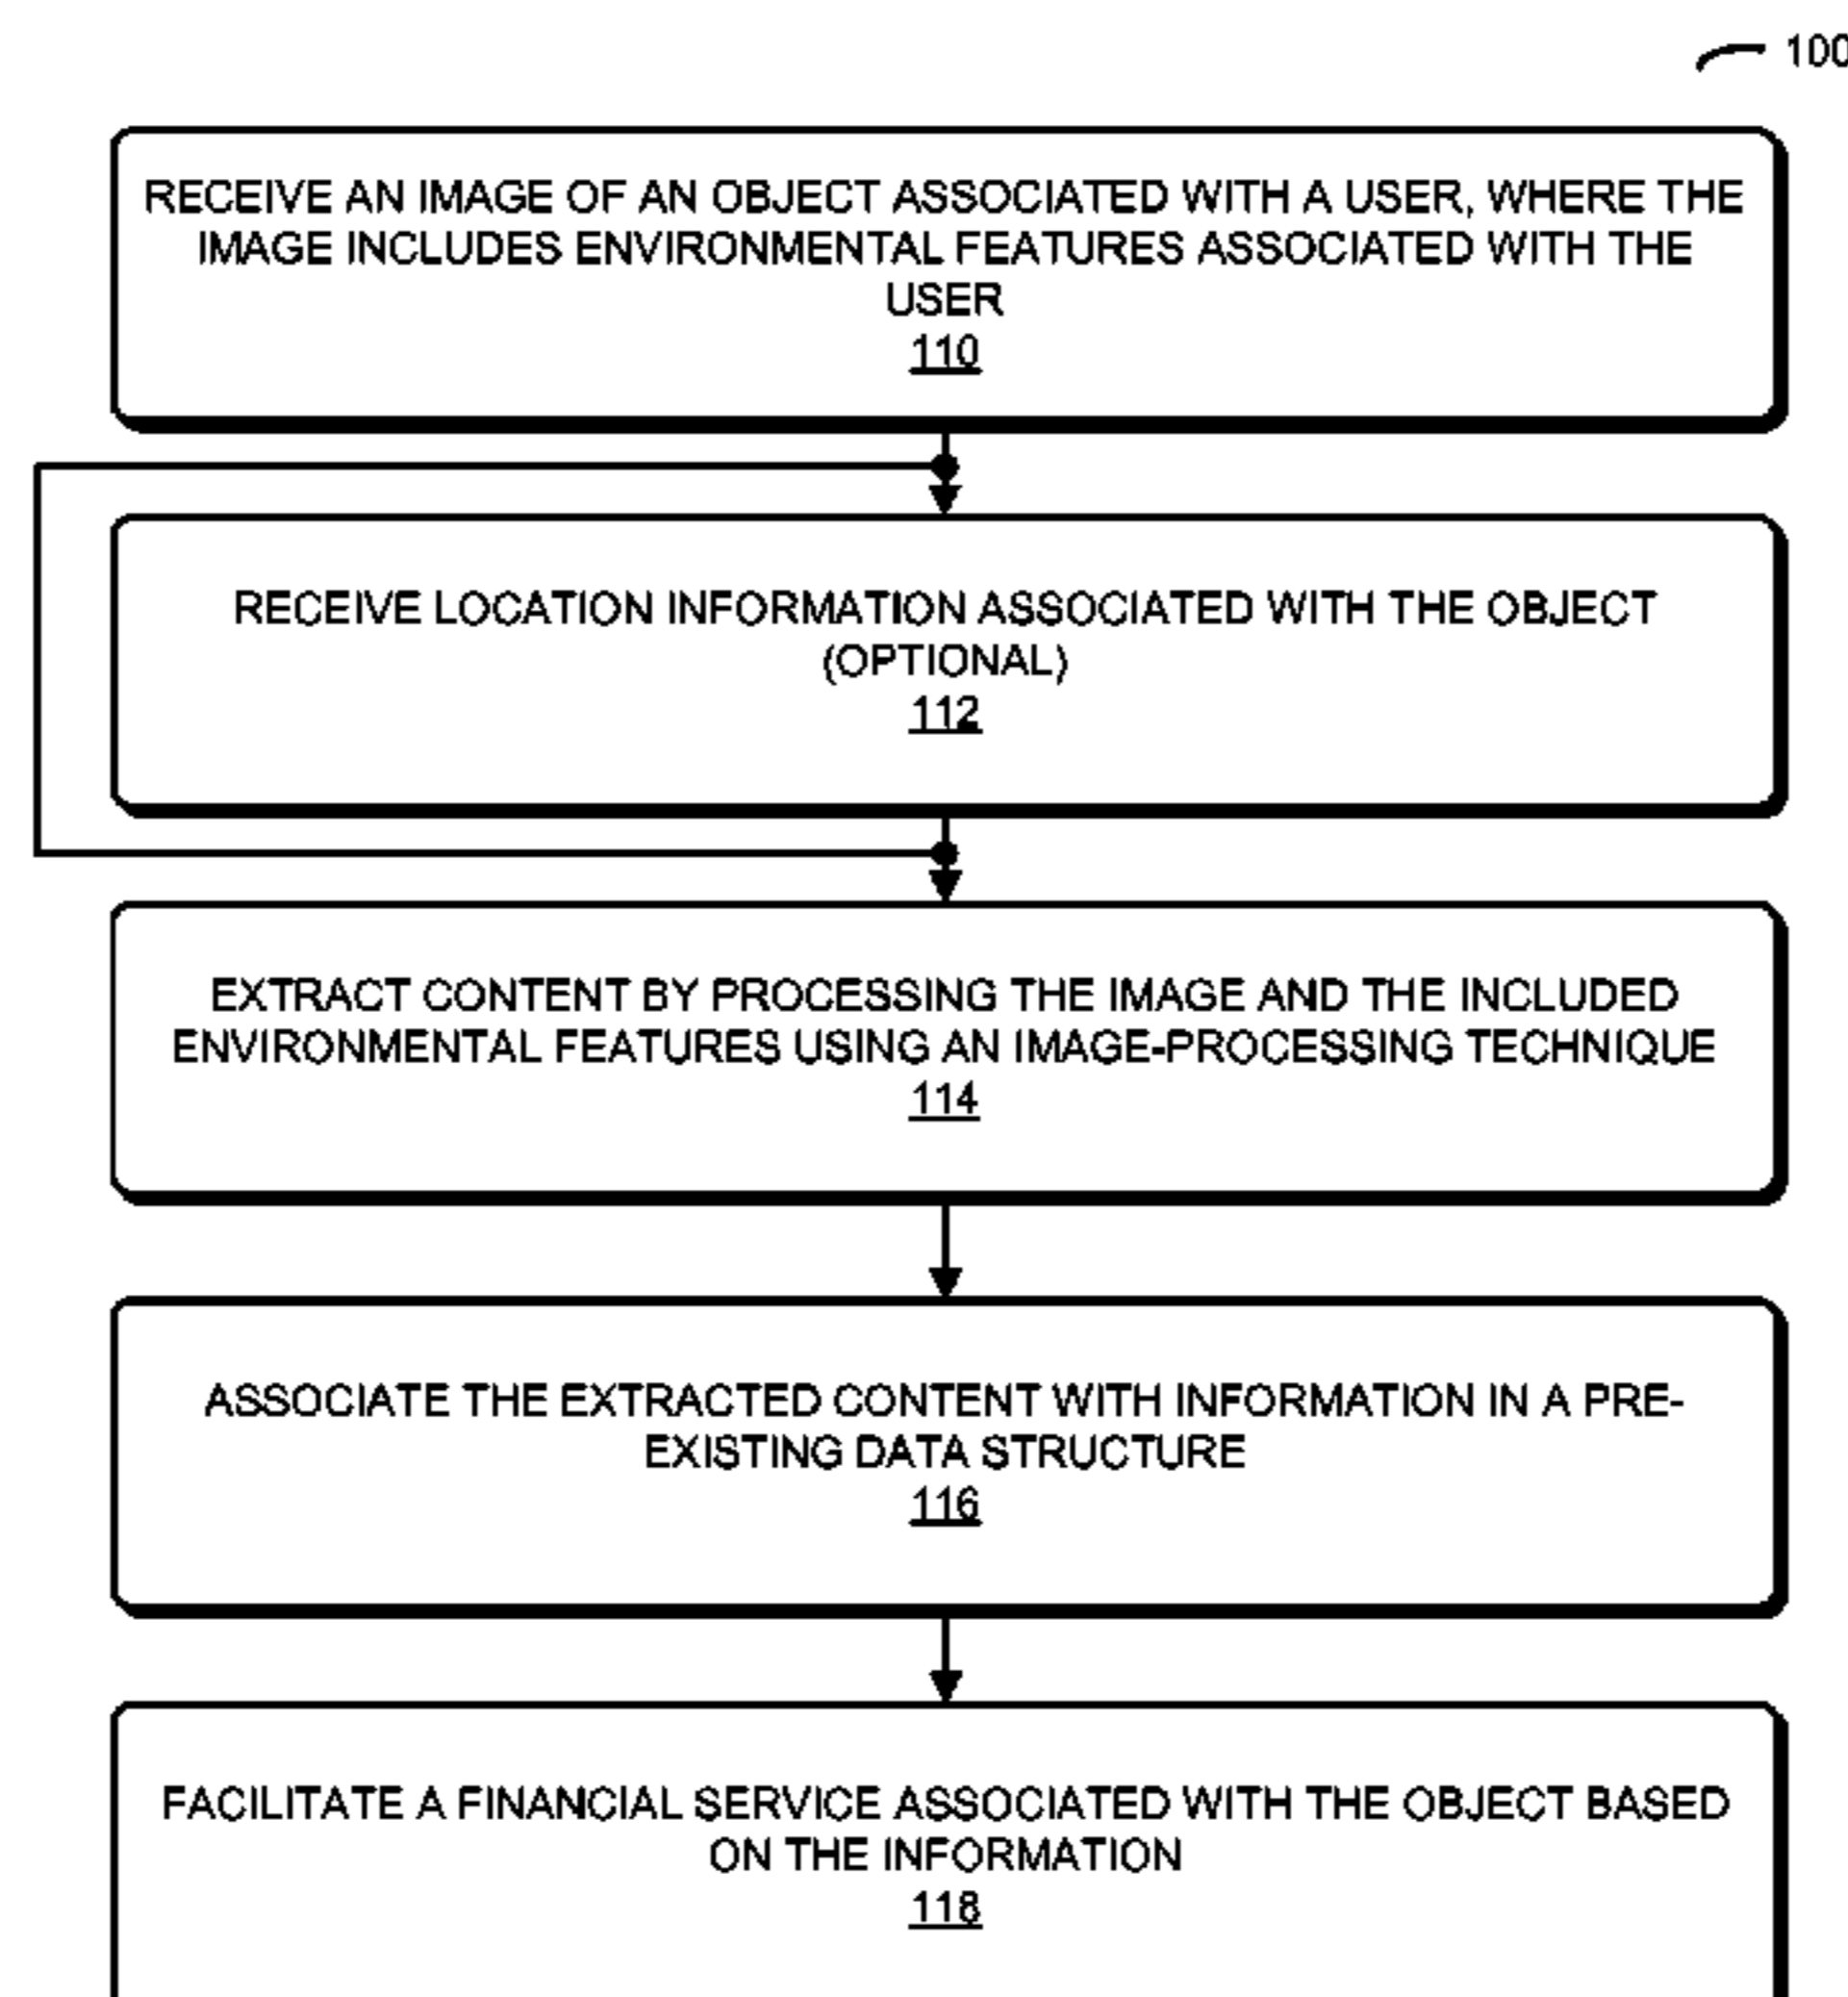 100
RECEIVE AN IMAGE OF AN OBJECT ASSOCIATED WITH A USER, WHERE THE
IMAGE INCLUDES ENVIRONMENTAL FEATURES ASSOCIATED WITH THE
USER
110
RECEIVE LOCATION INFORMATION ASSOCIATED WITH THE OBJECT
(OPTIONAL)
112
EXTRACT CONTENT BY PROCESSING THE IMAGE AND THE INCLUDED
ENVIRONMENTAL FEATURES USING AN IMAGE-PROCESSING TECHNIQUE
114
ASSOCIATE THE EXTRACTED CONTENT WITH INFORMATION IN A PRE-
EXISTING DATA STRUCTURE
116
FACILITATE A FINANCIAL SERVICE ASSOCIATED WITH THE OBJECT BASED
ON THE INFORMATION
118